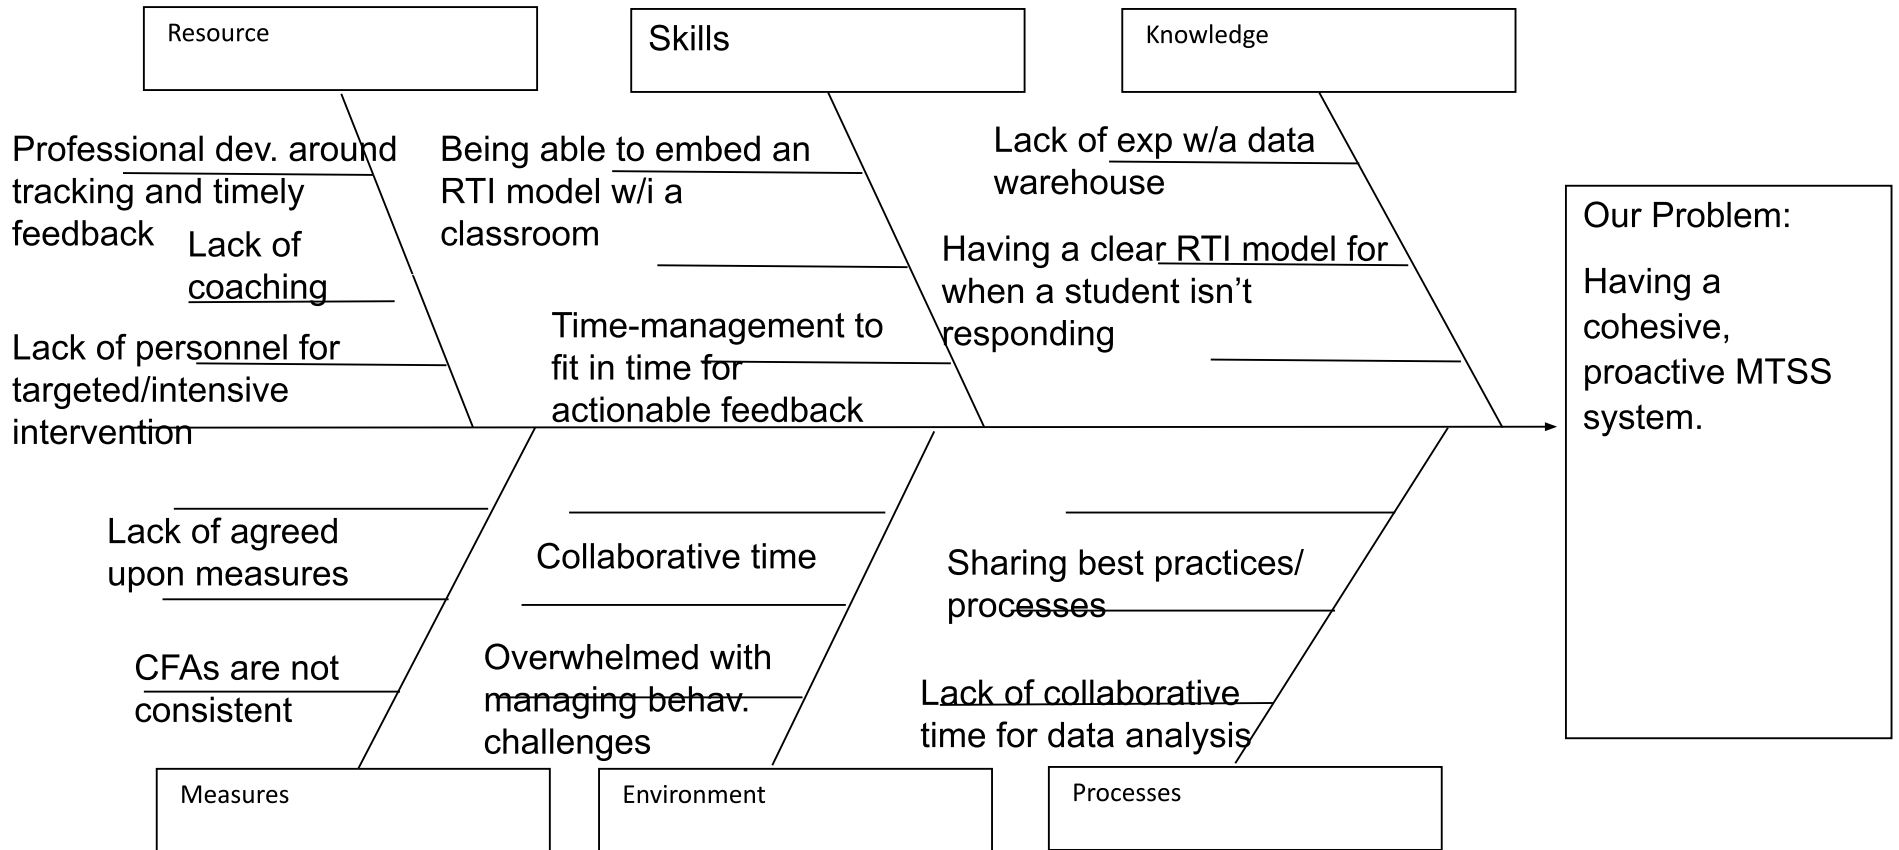 Resource
Skills
Knowledge
Professional dev. around
tracking and timely
feedback
Lack of
coaching
Lack of personnel for
targeted/intensive
intervention
Being able to embed an
RTI model w/i a
classroom
Time-management to
fit in time for
actionable feedback
Lack of exp w/a data
warehouse
Having a clear RTI model for
when a student isn’t
responding
Our Problem:
Having a
cohesive,
proactive MTSS
system.
Lack of agreed
upon measures
CFAs are not
consistent
Collaborative time
Overwhelmed with
managing behav.
challenges
Sharing best practices/
processes
Lack of collaborative
time for data analysis
Measures
Environment
Processes